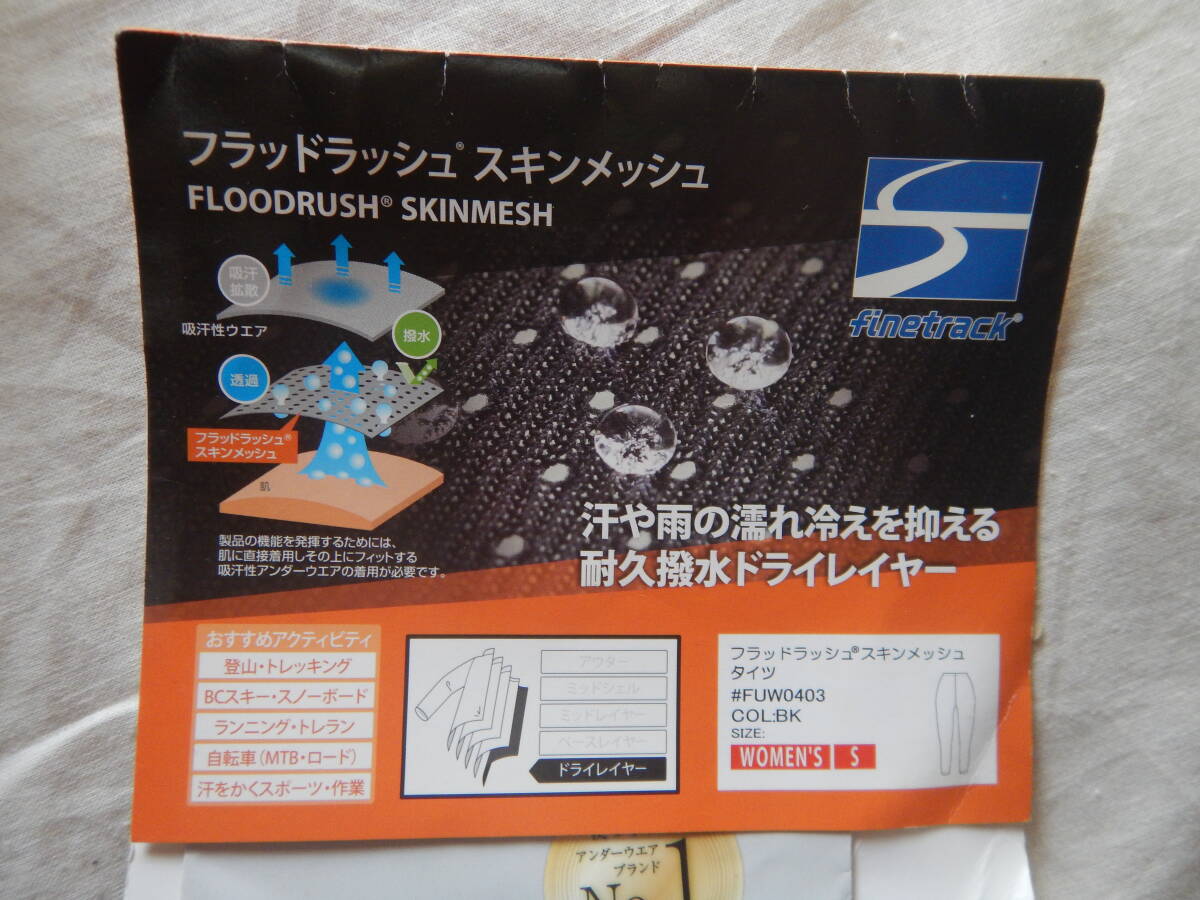 フラッドラッシュ® スキンメッシュ
FLOODRUSH® SKINMESH
finetrack®
吸汗
拡散
吸汗性ウエア
撥水
透過
フラッドラッシュ®
スキンメッシュ
肌
製品の機能を発揮するためには、
肌に直接着用しその上にフィットする
吸汗性アンダーウエアの着用が必要です。
汗や雨の濡れ冷えを抑える
耐久撥水ドライレイヤー
おすすめアクティビティ
登山・トレッキング
BCスキー・スノーボード
ランニング・トレラン
自転車（MTB・ロード）
汗をかくスポーツ・作業
アウター
ミッドシェル
ミッドレイヤー
ベースレイヤー
ドライレイヤー
フラッドラッシュ®スキンメッシュ
タイツ
#FUW0403
COL:BK
SIZE:
WOMEN'S S
アンダーウエア
ブランド
No.1